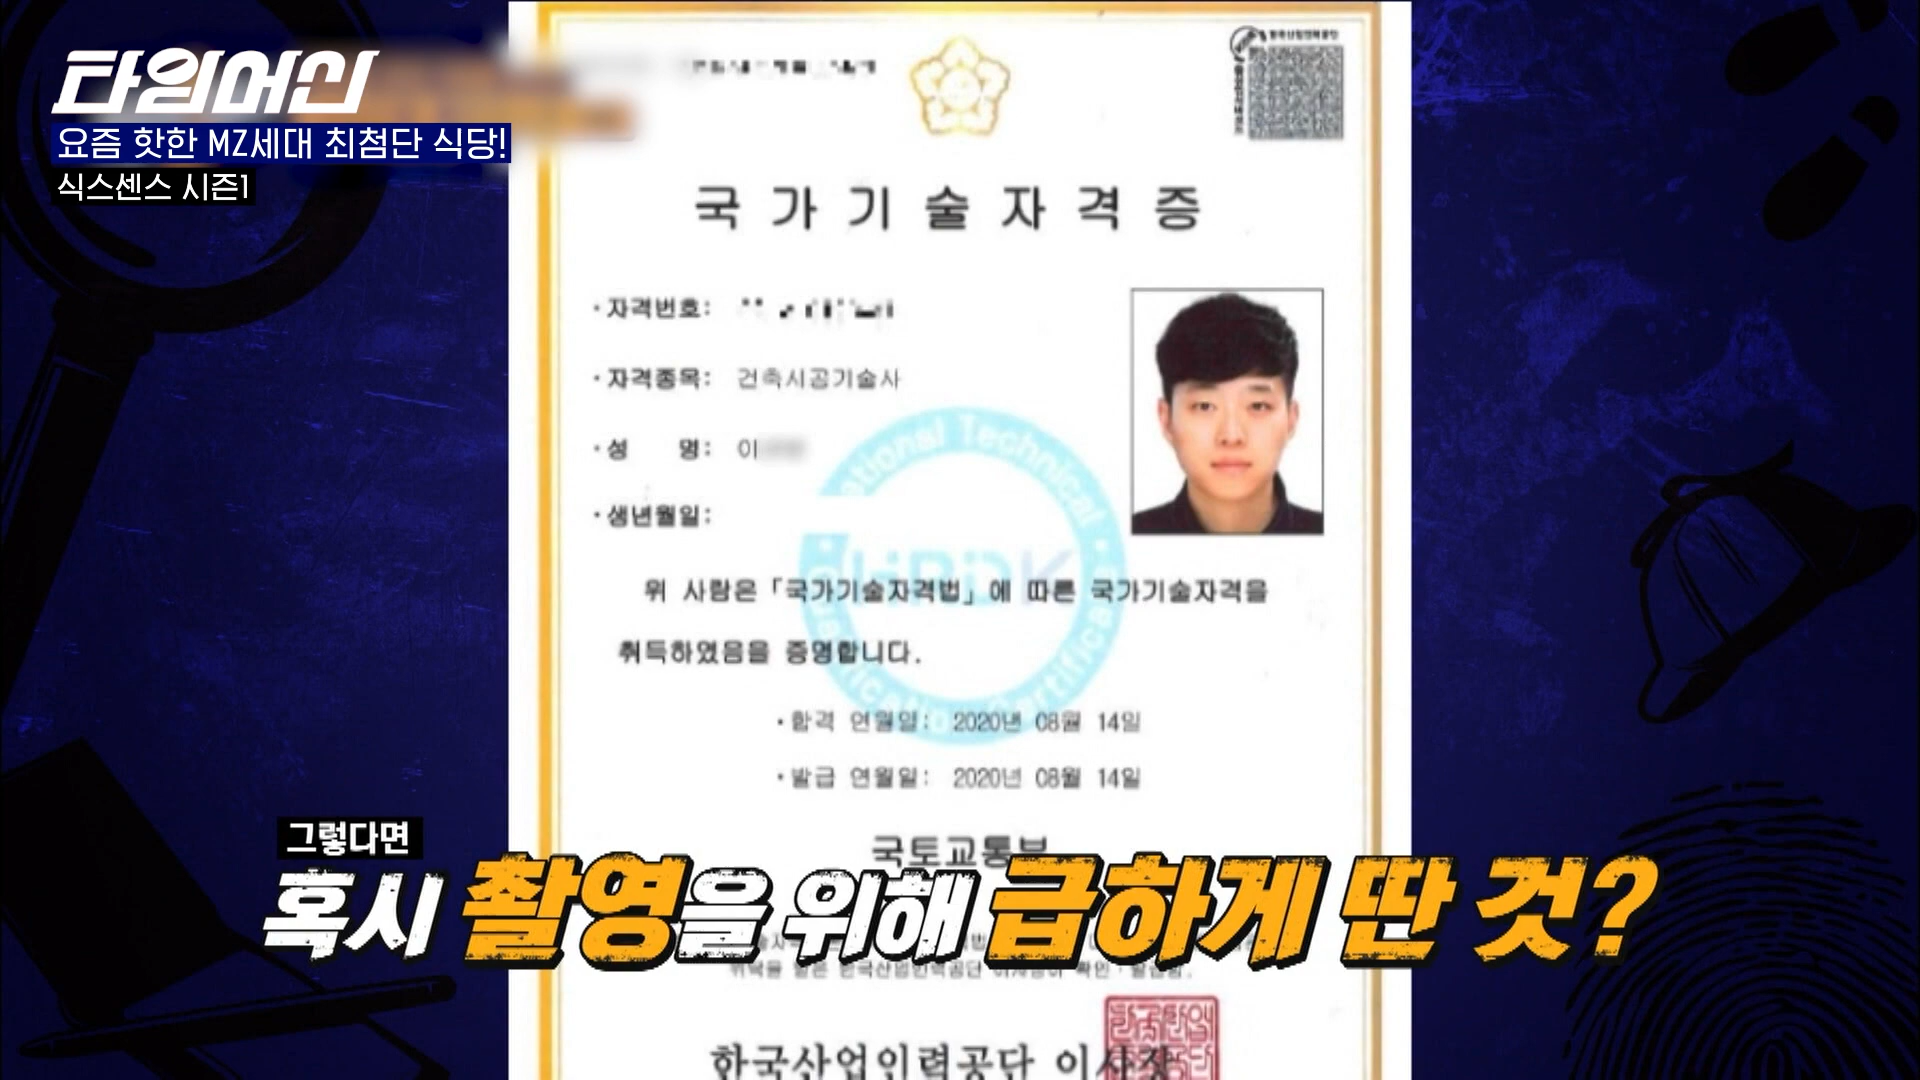 타임머신
요즘 핫한 MZ세대 최첨단 식당!
식스센스 시즌1
국가기술자격증
· 자격번호:
· 자격종목: 건축시공기술사
· 성 명: 이
· 생년월일:
위 사람은 「국가기술자격법」에 따른 국가기술자격을
취득하였음을 증명합니다.
· 합격 연월일: 2020년 08월 14일
· 발급 연월일: 2020년 08월 14일
국토교통부
그렇다면
혹시 촬영을 위해 급하게 딴 것?
한국산업인력공단 이사장